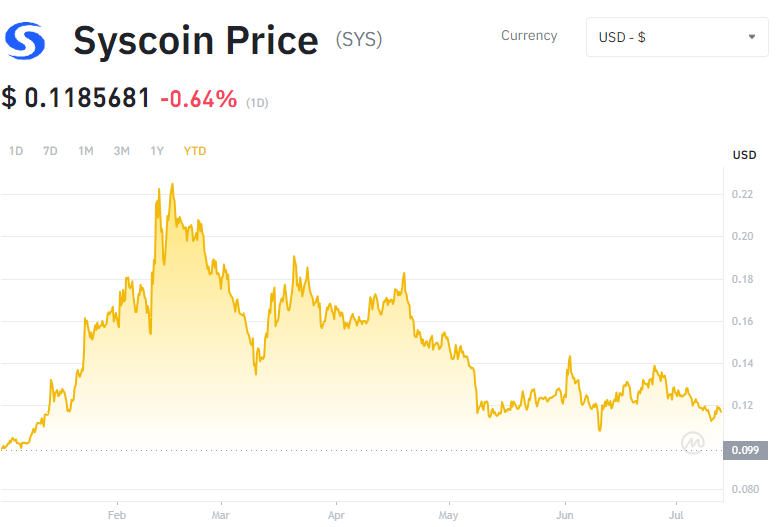 Syscoin Price (SYS)
Currency
USD - $
$ 0.1185681 -0.64% (1D)
1D 7D 1M 3M 1Y YTD
USD
0.22
0.20
0.18
0.16
0.14
0.12
0.099
0.080
Feb Mar Apr May Jun Jul